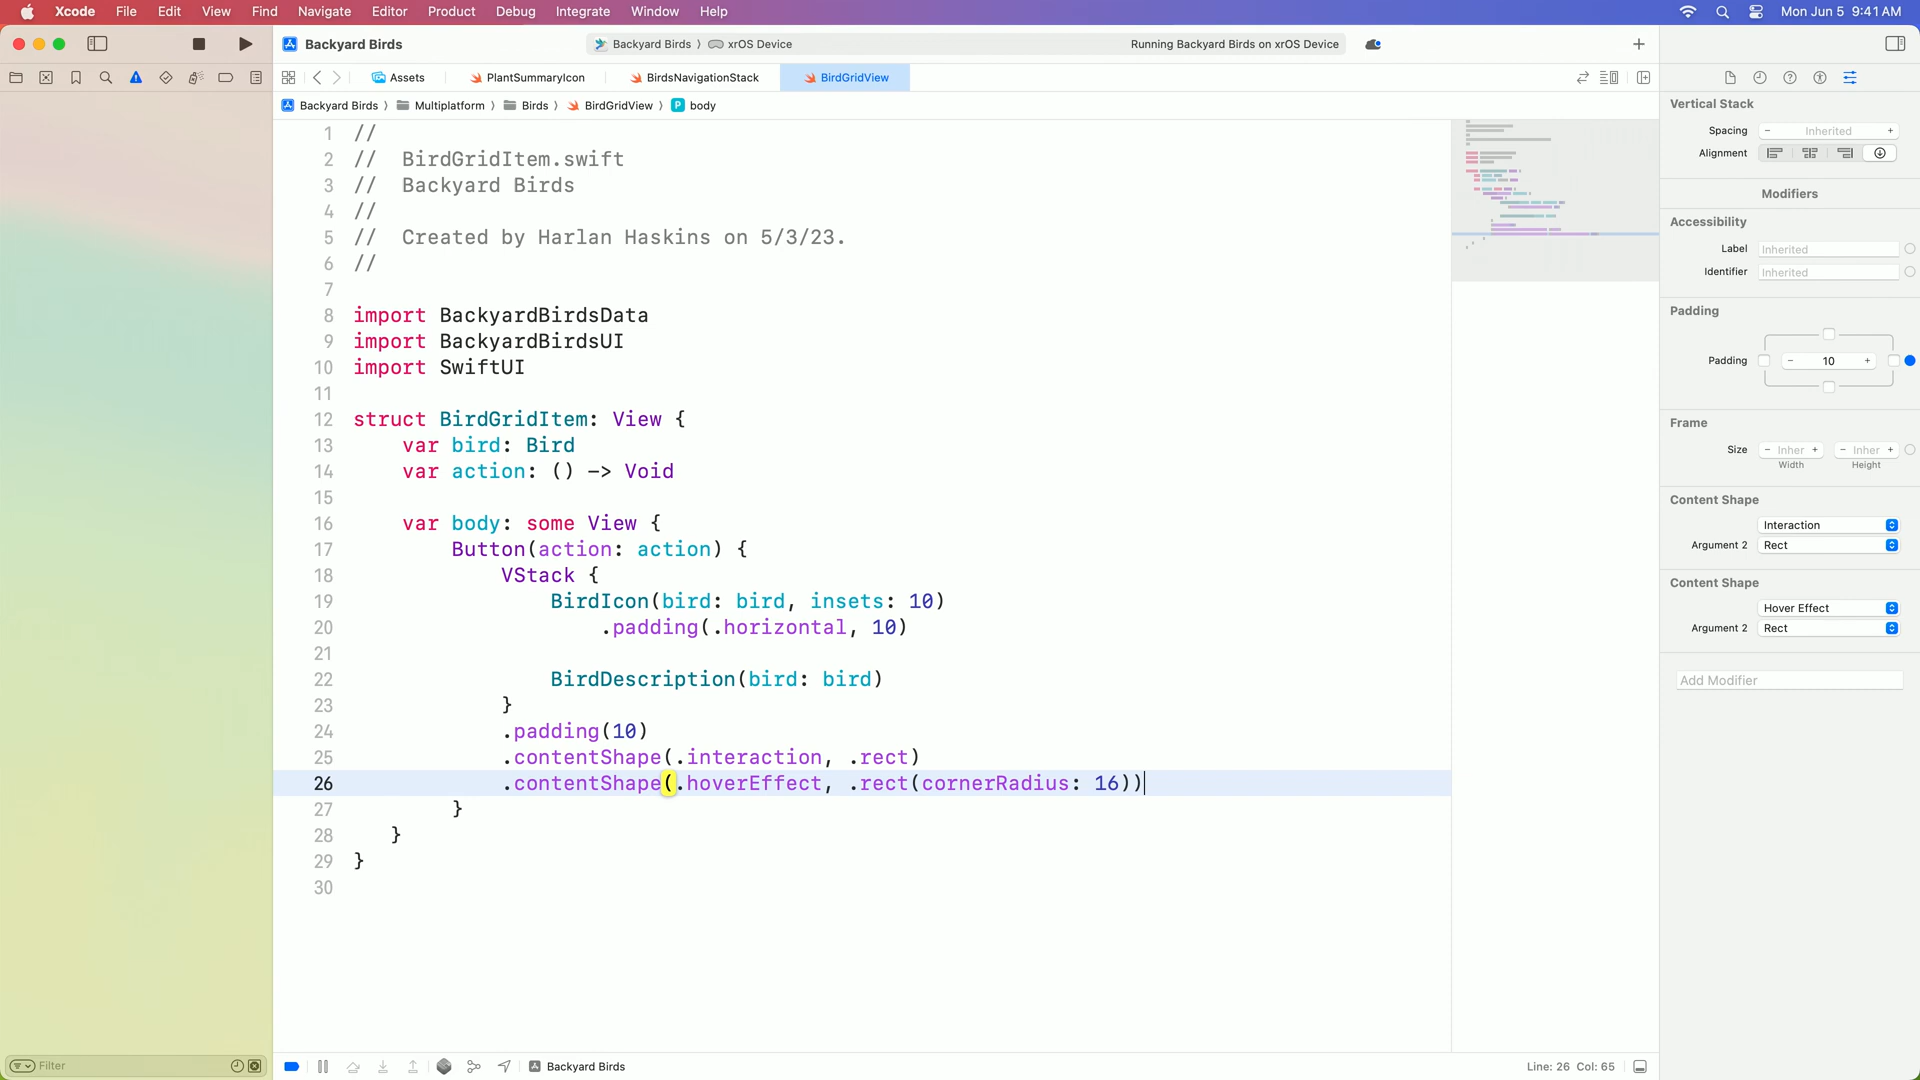 Xcode File Edit View Find Navigate Editor Product Debug Integrate Window Help Mon Jun 5 9:41 AM
Backyard Birds Backyard Birds xrOS Device Running Backyard Birds on xrOS Device
Assets PlantSummaryIcon BirdsNavigationStack BirdGridView
Backyard Birds Multiplatform Birds BirdGridView P body
1 //
2 // BirdGridItem.swift
3 // Backyard Birds
4 //
5 // Created by Harlan Haskins on 5/3/23.
6 //
7
8 import BackyardBirdsData
9 import BackyardBirdsUI
10 import SwiftUI
11
12 struct BirdGridItem: View {
13 var bird: Bird
14 var action: () -> Void
15
16 var body: some View {
17 Button(action: action) {
18 VStack {
19 BirdIcon(bird: bird, insets: 10)
20 .padding(.horizontal, 10)
21
22 BirdDescription(bird: bird)
23 }
24 .padding(10)
25 .contentShape(.interaction, .rect)
26 .contentShape(.hoverEffect, .rect(cornerRadius: 16))
27 }
28 }
29 }
30
Vertical Stack
Spacing − Inherited +
Alignment
Modifiers
Accessibility
Label Inherited
Identifier Inherited
Padding
Padding − 10 +
Frame
Size − Inher + − Inher +
Width Height
Content Shape
Interaction
Argument 2 Rect
Content Shape
Hover Effect
Argument 2 Rect
Add Modifier
Filter Backyard Birds Line: 26 Col: 65